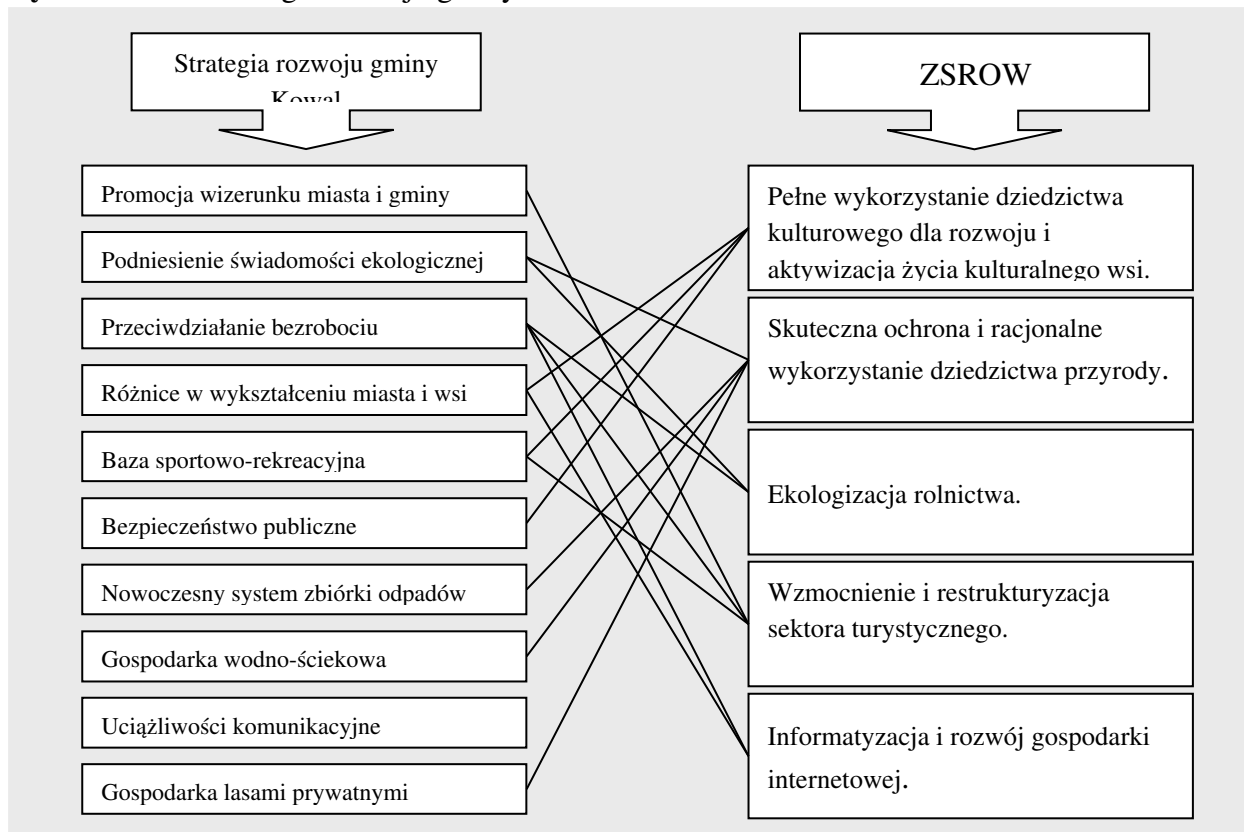 Strategia rozwoju gminy
Kowal
ZSROW
Promocja wizerunku miasta i gminy
Podniesienie świadomości ekologicznej
Przeciwdziałanie bezrobociu
Różnice w wykształceniu miasta i wsi
Baza sportowo-rekreacyjna
Bezpieczeństwo publiczne
Nowoczesny system zbiórki odpadów
Gospodarka wodno-ściekowa
Uciążliwości komunikacyjne
Gospodarka lasami prywatnymi
Pełne wykorzystanie dziedzictwa
kulturowego dla rozwoju i
aktywizacja życia kulturalnego wsi.
Skuteczna ochrona i racjonalne
wykorzystanie dziedzictwa przyrody.
Ekologizacja rolnictwa.
Wzmocnienie i restrukturyzacja
sektora turystycznego.
Informatyzacja i rozwój gospodarki
internetowej.